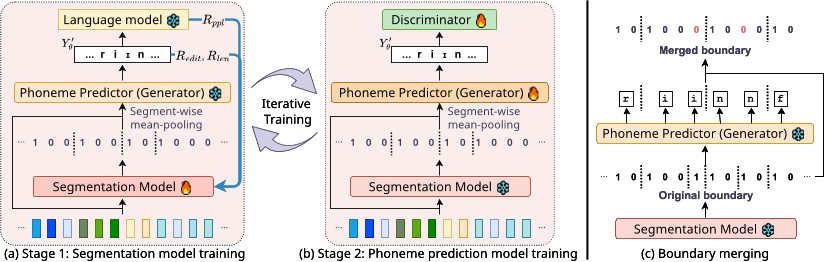 Language model
R_ppl
Y'_θ
... r i ɪ n ...
R_edit, R_len
Phoneme Predictor (Generator)
Segment-wise
mean-pooling
... 1 0 0 1 0 0 1 0 1 0 0 0 ...
Segmentation Model
... ...
(a) Stage 1: Segmentation model training
Iterative
Training
Discriminator
Y'_θ
... r i ɪ n ...
Phoneme Predictor (Generator)
Segment-wise
mean-pooling
... 1 0 0 1 0 0 1 0 1 0 0 0 ...
Segmentation Model
... ...
(b) Stage 2: Phoneme prediction model training
1 0 1 0 0 0 1 0 0 0 1 0
Merged boundary
r i i n n f
Phoneme Predictor (Generator)
... 1 0 1 0 0 1 1 0 1 0 1 0 ...
Original boundary
Segmentation Model
(c) Boundary merging